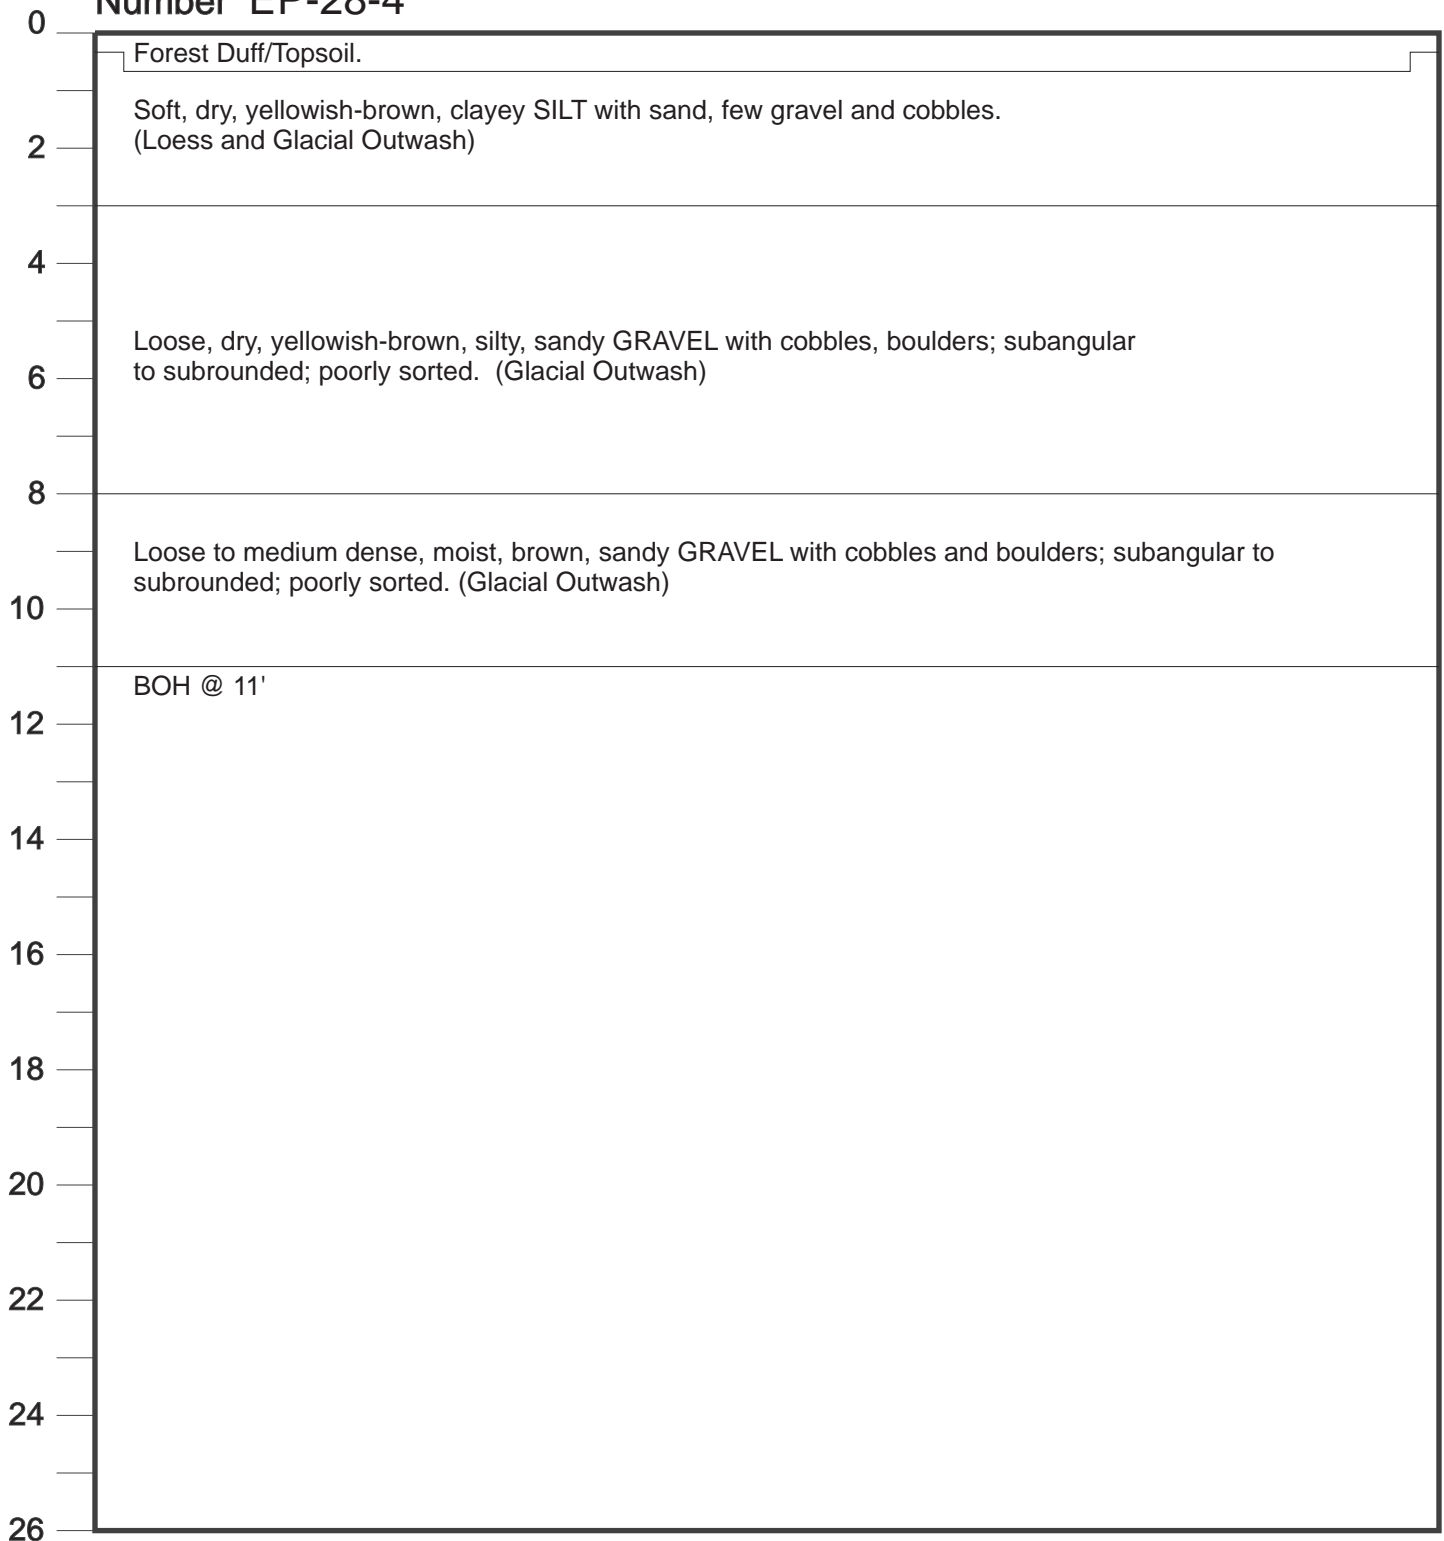 Number EP-28-4
0
Forest Duff/Topsoil.
Soft, dry, yellowish-brown, clayey SILT with sand, few gravel and cobbles.
(Loess and Glacial Outwash)
2
4
Loose, dry, yellowish-brown, silty, sandy GRAVEL with cobbles, boulders; subangular
to subrounded; poorly sorted.  (Glacial Outwash)
6
8
Loose to medium dense, moist, brown, sandy GRAVEL with cobbles and boulders; subangular to
subrounded; poorly sorted. (Glacial Outwash)
10
BOH @ 11'
12
14
16
18
20
22
24
26